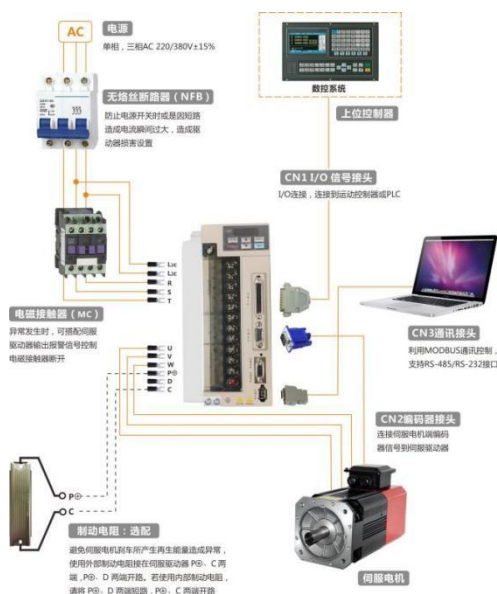 AC
电源
单相，三相AC 220/380V±15%
无熔丝断路器（NFB）
防止电源开关时或是因短路
造成电流瞬间过大，造成驱
动器损害设置
数控系统
上位控制器
CN1 I/O 信号接头
I/O连接，连接到运动控制器或PLC
L1C
L2C
R
S
T
电磁接触器（MC）
异常发生时，可搭配伺服
驱动器输出报警信号控制
电磁接触器断开
CN3通讯接头
利用MODBUS通讯控制，
支持RS-485/RS-232接口
U
V
W
P⊕
D
C
CN2编码器接头
连接伺服电机端编码
器信号到伺服驱动器
P⊕
C
制动电阻：选配
避免伺服电机刹车所产生再生能量造成异常，
使用外部制动电阻接在伺服驱动器 P⊕、C 两
端，P⊕、D 两端开路。若使用内部制动电阻，
请将 P⊕、D 两端短路，P⊕、C 两端开路
伺服电机